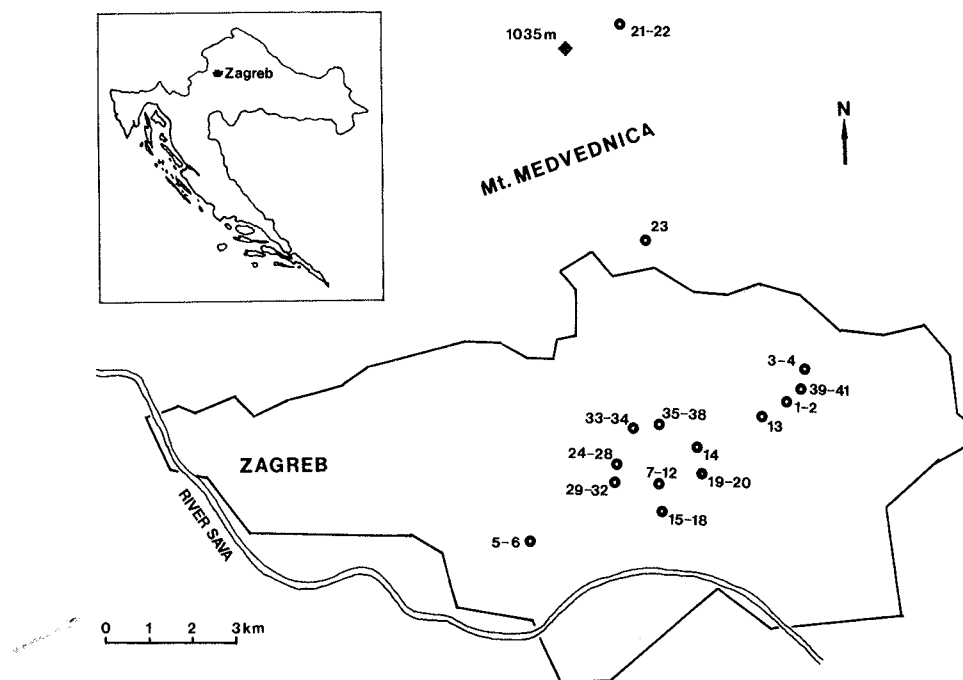 1035m
21-22
Zagreb
N
Mt. MEDVEDNICA
23
3-4
39-41
1-2
13
33-34
35-38
14
24-28
ZAGREB
7-12
19-20
29-32
15-18
RIVER SAVA
5-6
0 1 2 3km